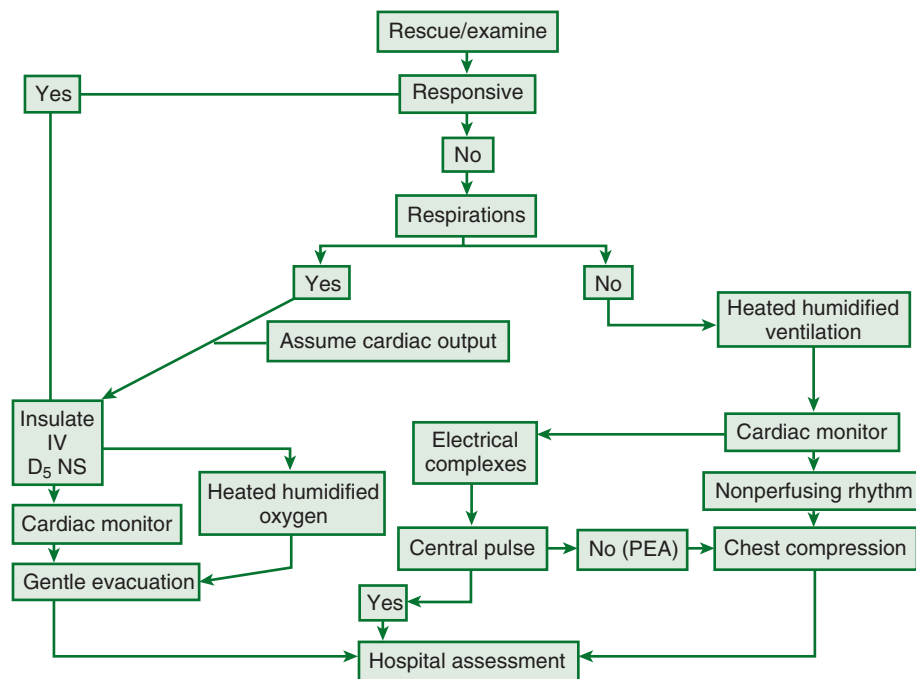 Rescue/examine
Yes
Responsive
No
Respirations
Yes
No
Heated humidified
ventilation
Assume cardiac output
Insulate
IV
D₅ NS
Electrical
complexes
Cardiac monitor
Heated humidified
oxygen
Nonperfusing rhythm
Cardiac monitor
Central pulse
No (PEA)
Chest compression
Gentle evacuation
Yes
Hospital assessment